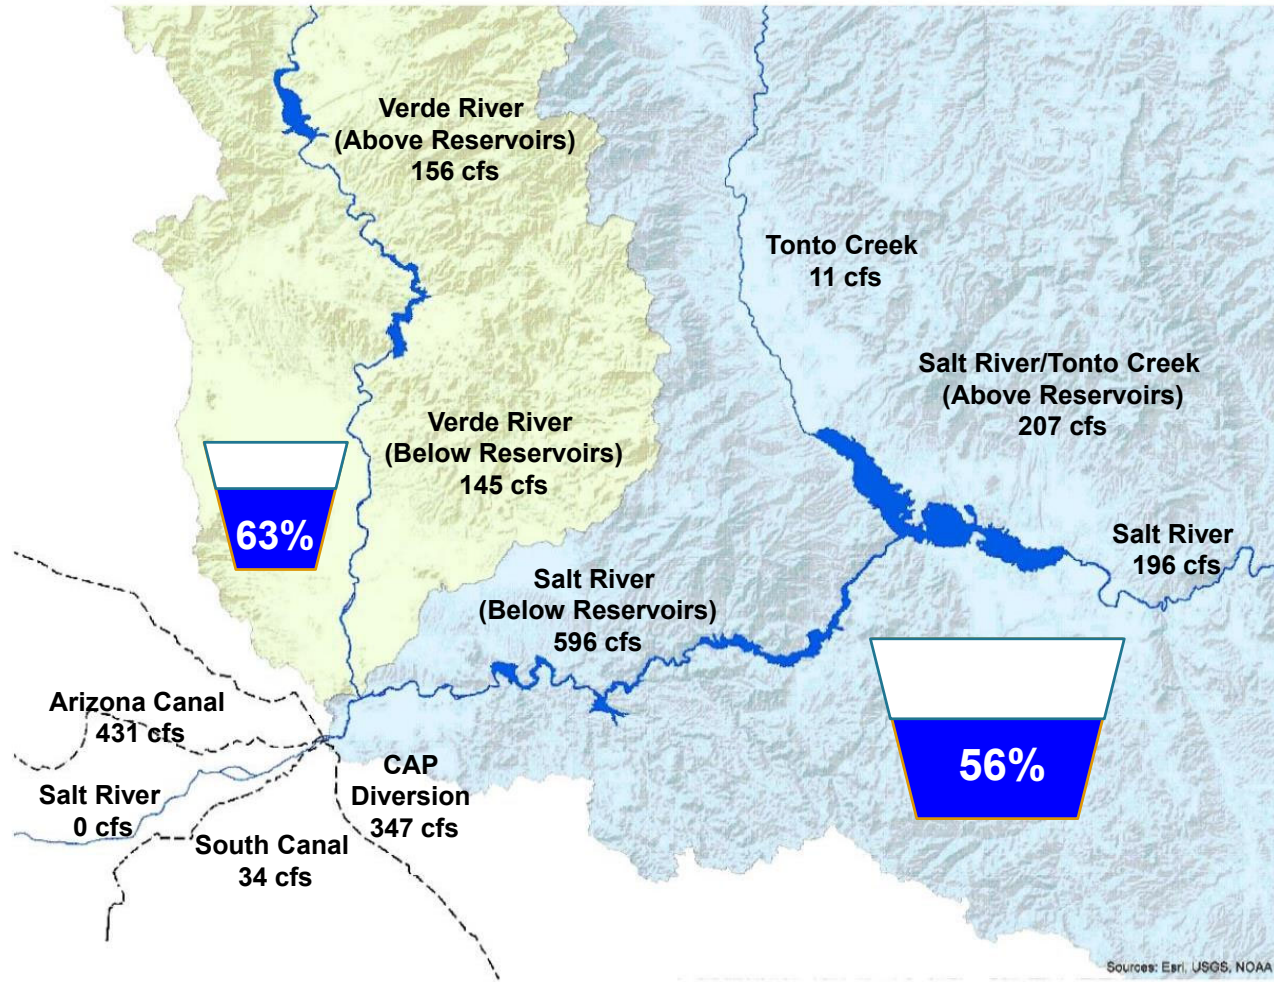 Verde River
(Above Reservoirs)
156 cfs
Tonto Creek
11 cfs
Salt River/Tonto Creek
(Above Reservoirs)
207 cfs
Verde River
(Below Reservoirs)
145 cfs
63%
Salt River
196 cfs
Salt River
(Below Reservoirs)
596 cfs
Arizona Canal
431 cfs
CAP
Diversion
347 cfs
56%
Salt River
0 cfs
South Canal
34 cfs
Sources: Esri, USGS, NOAA